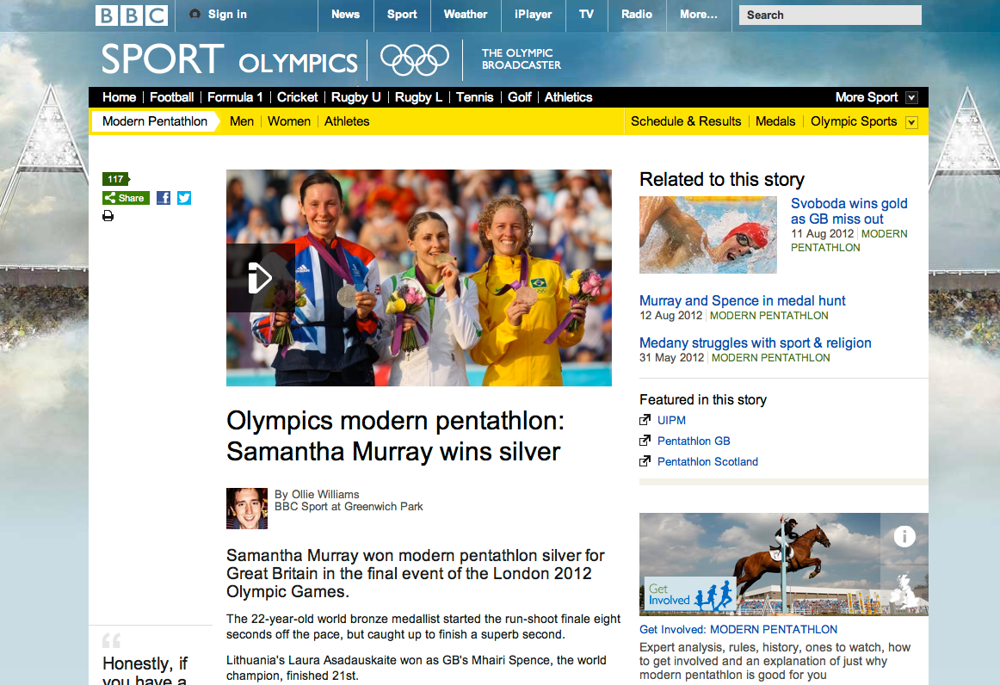 BBC
Sign in
News
Sport
Weather
iPlayer
TV
Radio
More...
Search
SPORT OLYMPICS
THE OLYMPIC
BROADCASTER
Home
Football
Formula 1
Cricket
Rugby U
Rugby L
Tennis
Golf
Athletics
More Sport
Modern Pentathlon
Men
Women
Athletes
Schedule & Results
Medals
Olympic Sports
117
Share
Olympics modern pentathlon:
Samantha Murray wins silver
By Ollie Williams
BBC Sport at Greenwich Park
Samantha Murray won modern pentathlon silver for
Great Britain in the final event of the London 2012
Olympic Games.
The 22-year-old world bronze medallist started the run-shoot finale eight
seconds off the pace, but caught up to finish a superb second.
Lithuania's Laura Asadauskaite won as GB's Mhairi Spence, the world
champion, finished 21st.
Honestly, if
you have a
Related to this story
Svoboda wins gold
as GB miss out
11 Aug 2012 MODERN
PENTATHLON
Murray and Spence in medal hunt
12 Aug 2012 MODERN PENTATHLON
Medany struggles with sport & religion
31 May 2012 MODERN PENTATHLON
Featured in this story
UIPM
Pentathlon GB
Pentathlon Scotland
Get
Involved
Get Involved: MODERN PENTATHLON
Expert analysis, rules, history, ones to watch, how
to get involved and an explanation of just why
modern pentathlon is good for you